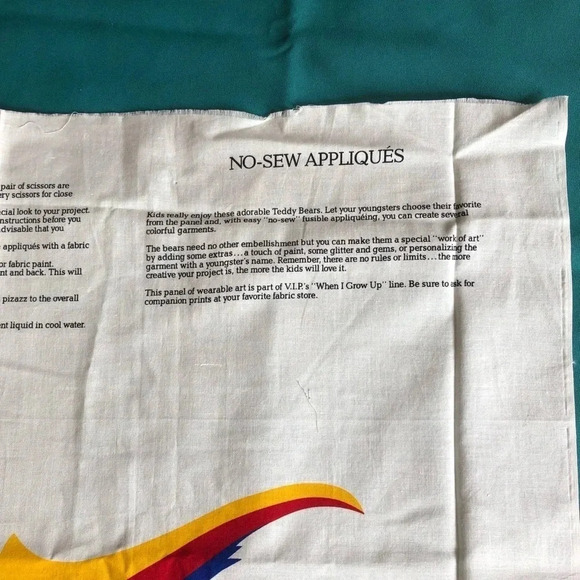 NO-SEW APPLIQUÉS
pair of scissors are
ery scissors for close
cial look to your project.
nstructions before you
dvisable that you
appliqués with a fabric
or fabric paint.
nt and back. This will
pizazz to the overall
ent liquid in cool water.
Kids really enjoy these adorable Teddy Bears. Let your youngsters choose their favorite
from the panel and, with easy "no-sew" fusible appliquéing, you can create several
colorful garments.
The bears need no other embellishment but you can make them a special "work of art"
by adding some extras...a touch of paint, some glitter and gems, or personalizing the
garment with a youngster's name. Remember, there are no rules or limits...the more
creative your project is, the more the kids will love it.
This panel of wearable art is part of V.I.P.'s "When I Grow Up" line. Be sure to ask for
companion prints at your favorite fabric store.